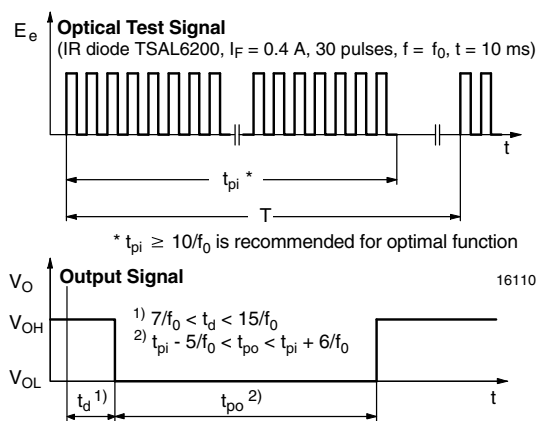 E_e Optical Test Signal
(IR diode TSAL6200, I_F = 0.4 A, 30 pulses, f = f_0, t = 10 ms)
t
t_pi *
T
* t_pi ≥ 10/f_0 is recommended for optimal function
V_O Output Signal
16110
V_OH
1) 7/f_0 < t_d < 15/f_0
2) t_pi - 5/f_0 < t_po < t_pi + 6/f_0
V_OL
t_d 1)
t_po 2)
t